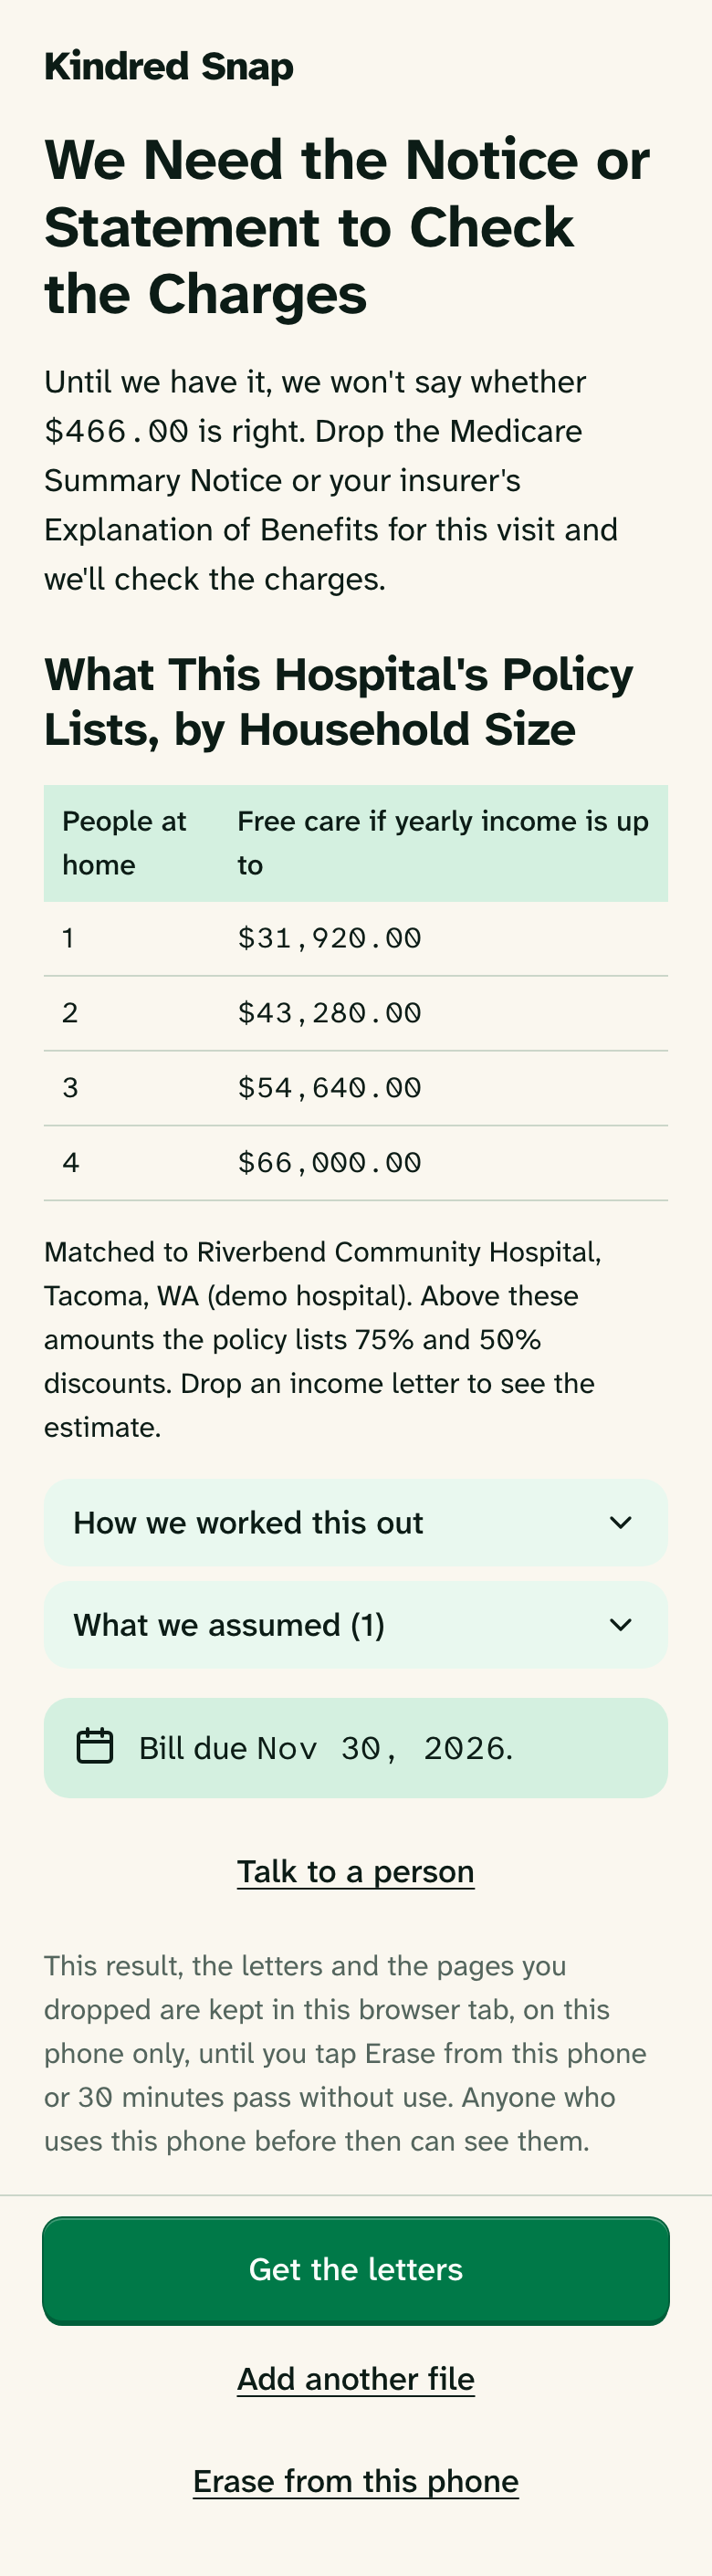 Kindred Snap
We Need the Notice or
Statement to Check
the Charges
Until we have it, we won't say whether
$466.00 is right. Drop the Medicare
Summary Notice or your insurer's
Explanation of Benefits for this visit and
we'll check the charges.
What This Hospital's Policy
Lists, by Household Size
People at home Free care if yearly income is up to
1 $31,920.00
2 $43,280.00
3 $54,640.00
4 $66,000.00
Matched to Riverbend Community Hospital,
Tacoma, WA (demo hospital). Above these
amounts the policy lists 75% and 50%
discounts. Drop an income letter to see the
estimate.
How we worked this out
What we assumed (1)
Bill due Nov 30, 2026.
Talk to a person
This result, the letters and the pages you
dropped are kept in this browser tab, on this
phone only, until you tap Erase from this phone
or 30 minutes pass without use. Anyone who
uses this phone before then can see them.
Get the letters
Add another file
Erase from this phone